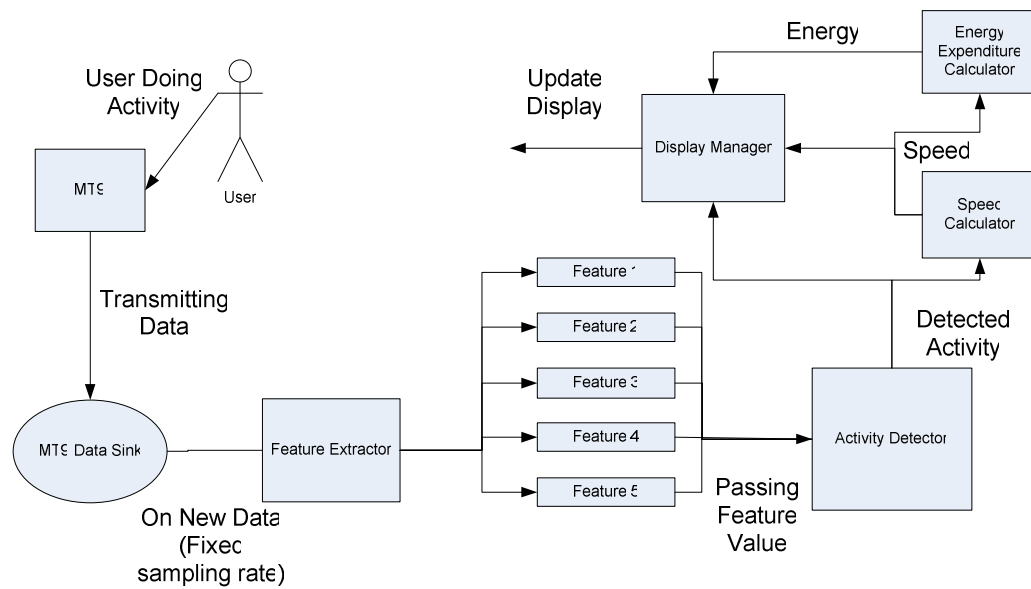 User Doing
Activity
User
MT9
Transmitting
Data
MT9 Data Sink
On New Data
(Fixed
sampling rate)
Feature Extractor
Feature 1
Feature 2
Feature 3
Feature 4
Feature 5
Passing
Feature
Value
Activity Detector
Detected
Activity
Speed
Calculator
Speed
Energy
Expenditure
Calculator
Energy
Display Manager
Update
Display